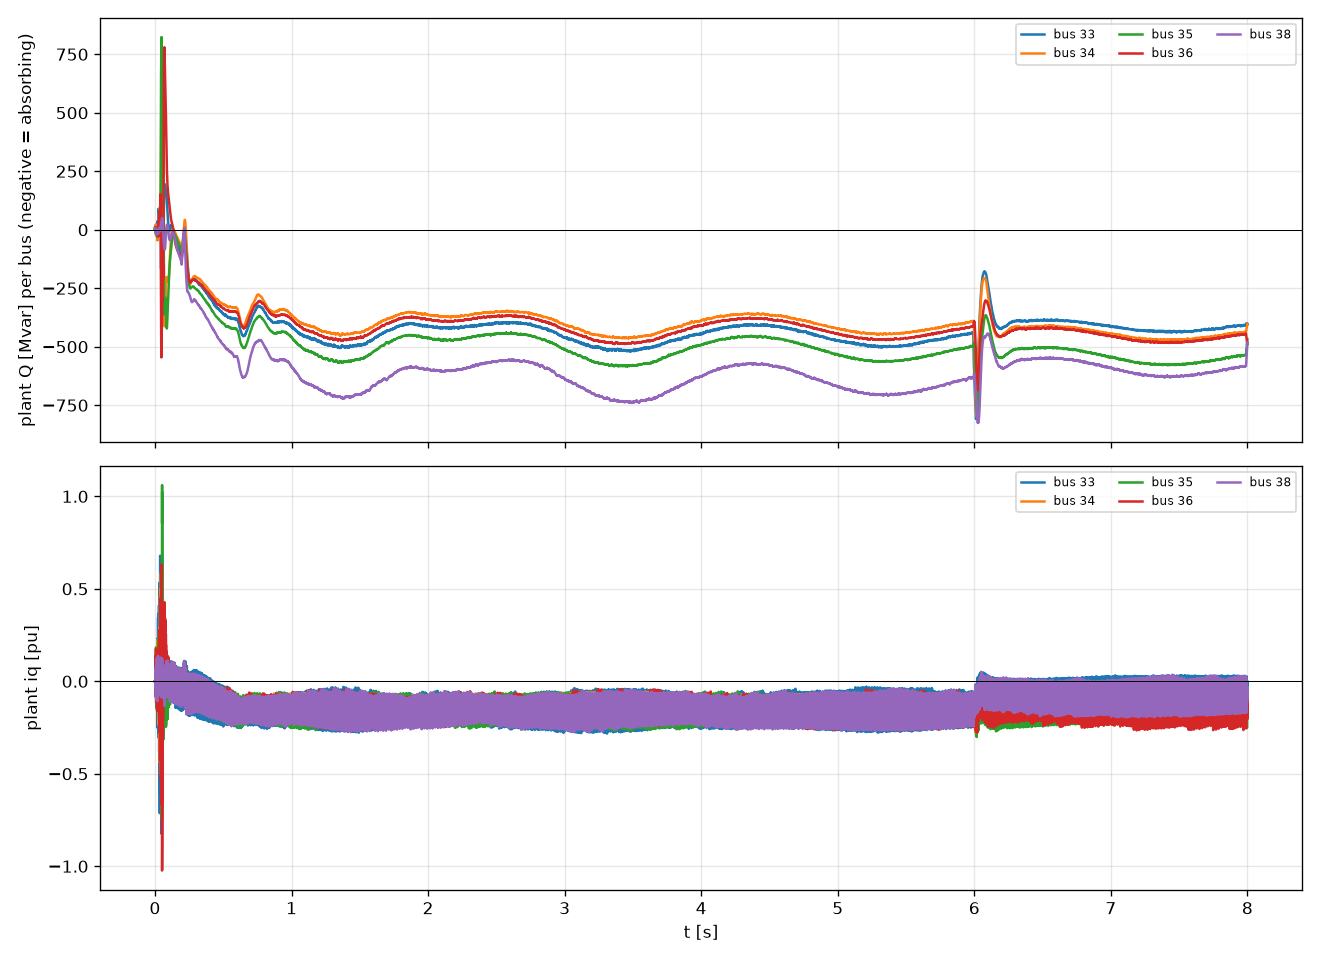 plant Q [Mvar] per bus (negative = absorbing)
750
500
250
0
−250
−500
−750
bus 33 bus 35 bus 38
bus 34 bus 36
plant iq [pu]
1.0
0.5
0.0
−0.5
−1.0
bus 33 bus 35 bus 38
bus 34 bus 36
0 1 2 3 4 5 6 7 8
t [s]